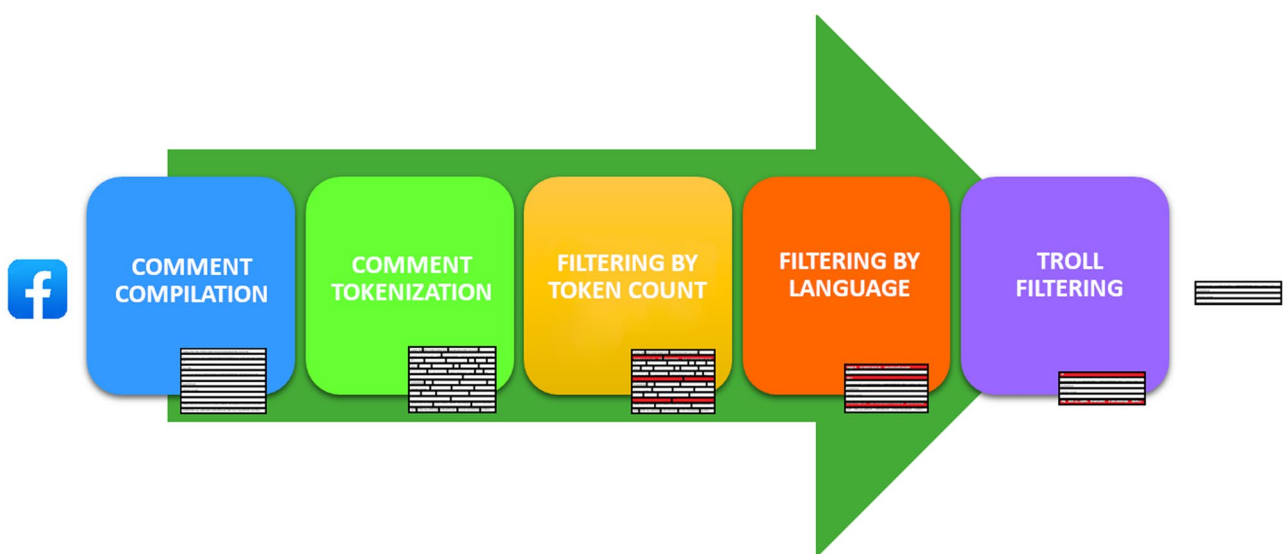 COMMENT
COMPILATION
COMMENT
TOKENIZATION
FILTERING BY
TOKEN COUNT
FILTERING BY
LANGUAGE
TROLL
FILTERING